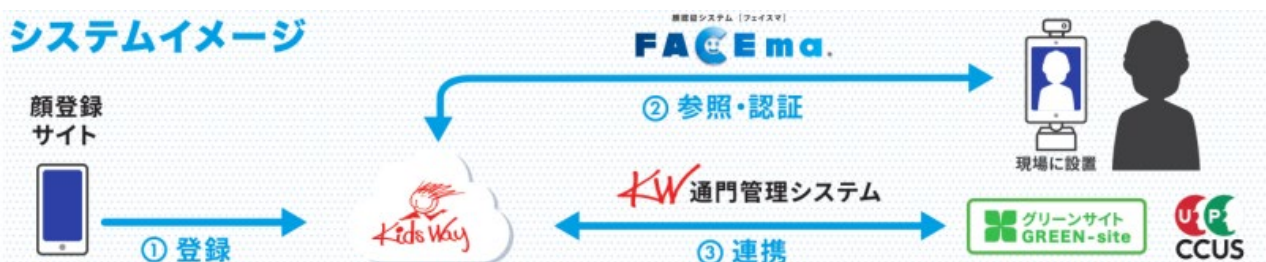 システムイメージ
顔認証システム［フェイスマ］
FACEma.
顔登録
サイト
② 参照・認証
現場に設置
KW 通門管理システム
Kids Way
グリーンサイト
GREEN-site
CCUS
① 登録
③ 連携